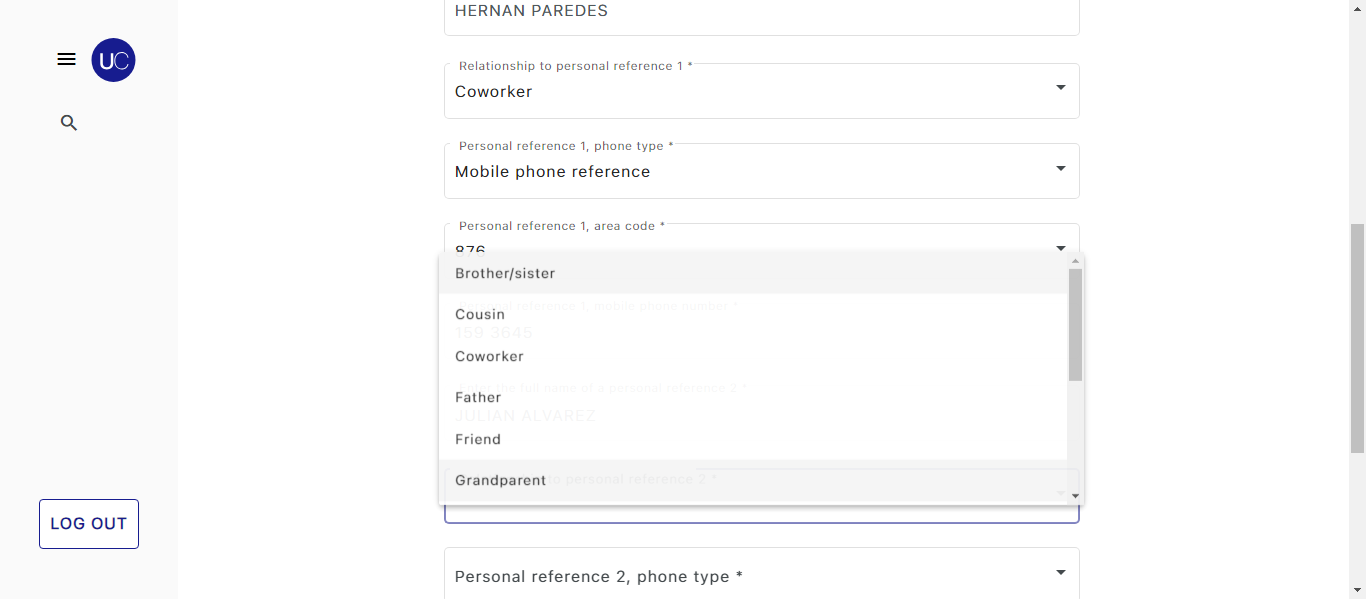 HERNAN PAREDES
UC
Relationship to personal reference 1 *
Coworker
Personal reference 1, phone type *
Mobile phone reference
Personal reference 1, area code *
876
Brother/sister
Personal reference 1, mobile phone number *
Cousin
159 3645
Coworker
Enter the full name of a personal reference 2 *
Father
JULIAN ALVAREZ
Friend
Grandparent
to personal reference 2 *
LOG OUT
Personal reference 2, phone type *